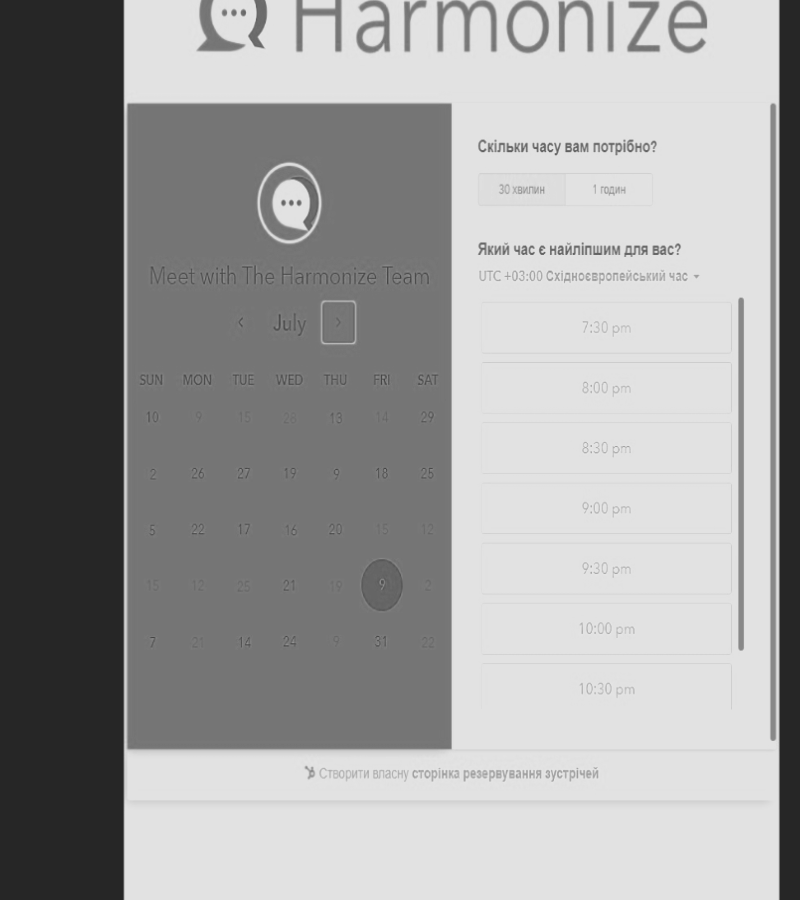 Harmonize
Meet with The Harmonize Team
July
SUN MON TUE WED THU FRI SAT
10 9 15 26 13 14 29
2 26 27 19 9 18 25
5 22 17 16 20 15 12
15 12 25 21 19 9 2
7 21 14 24 9 31 22
Скільки часу вам потрібно?
30 хвилин 1 годин
Який час є найліпшим для вас?
UTC +03:00 Східноєвропейський час
7:30 pm
8:00 pm
8:30 pm
9:00 pm
9:30 pm
10:00 pm
10:30 pm
Створити власну сторінка резервування зустрічей